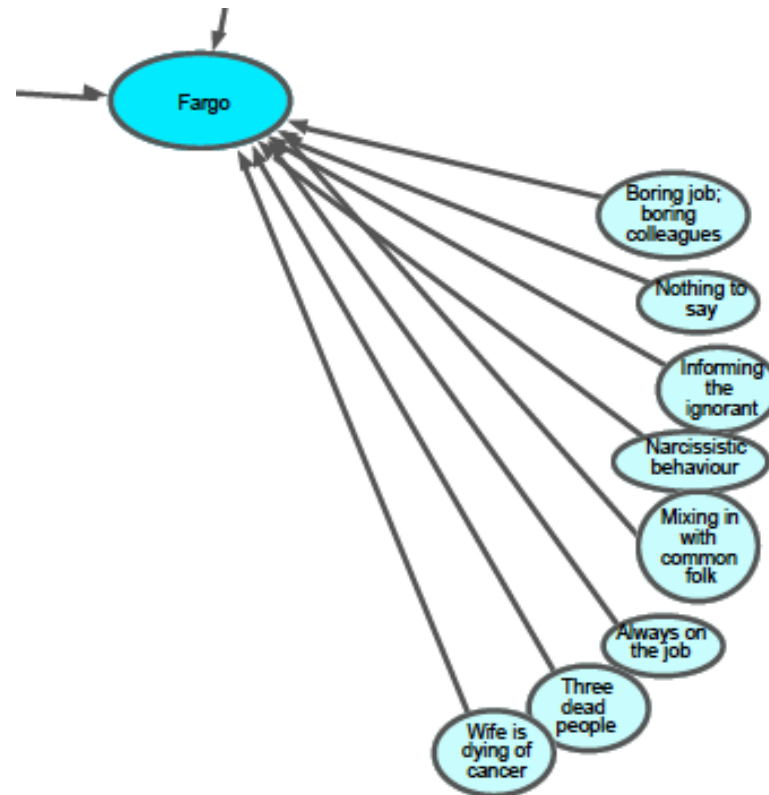 Fargo
Boring job;
boring
colleagues
Nothing to
say
Informing
the
ignorant
Narcissistic
behaviour
Mixing in
with
common
folk
Always on
the job
Three
dead
people
Wife is
dying of
cancer